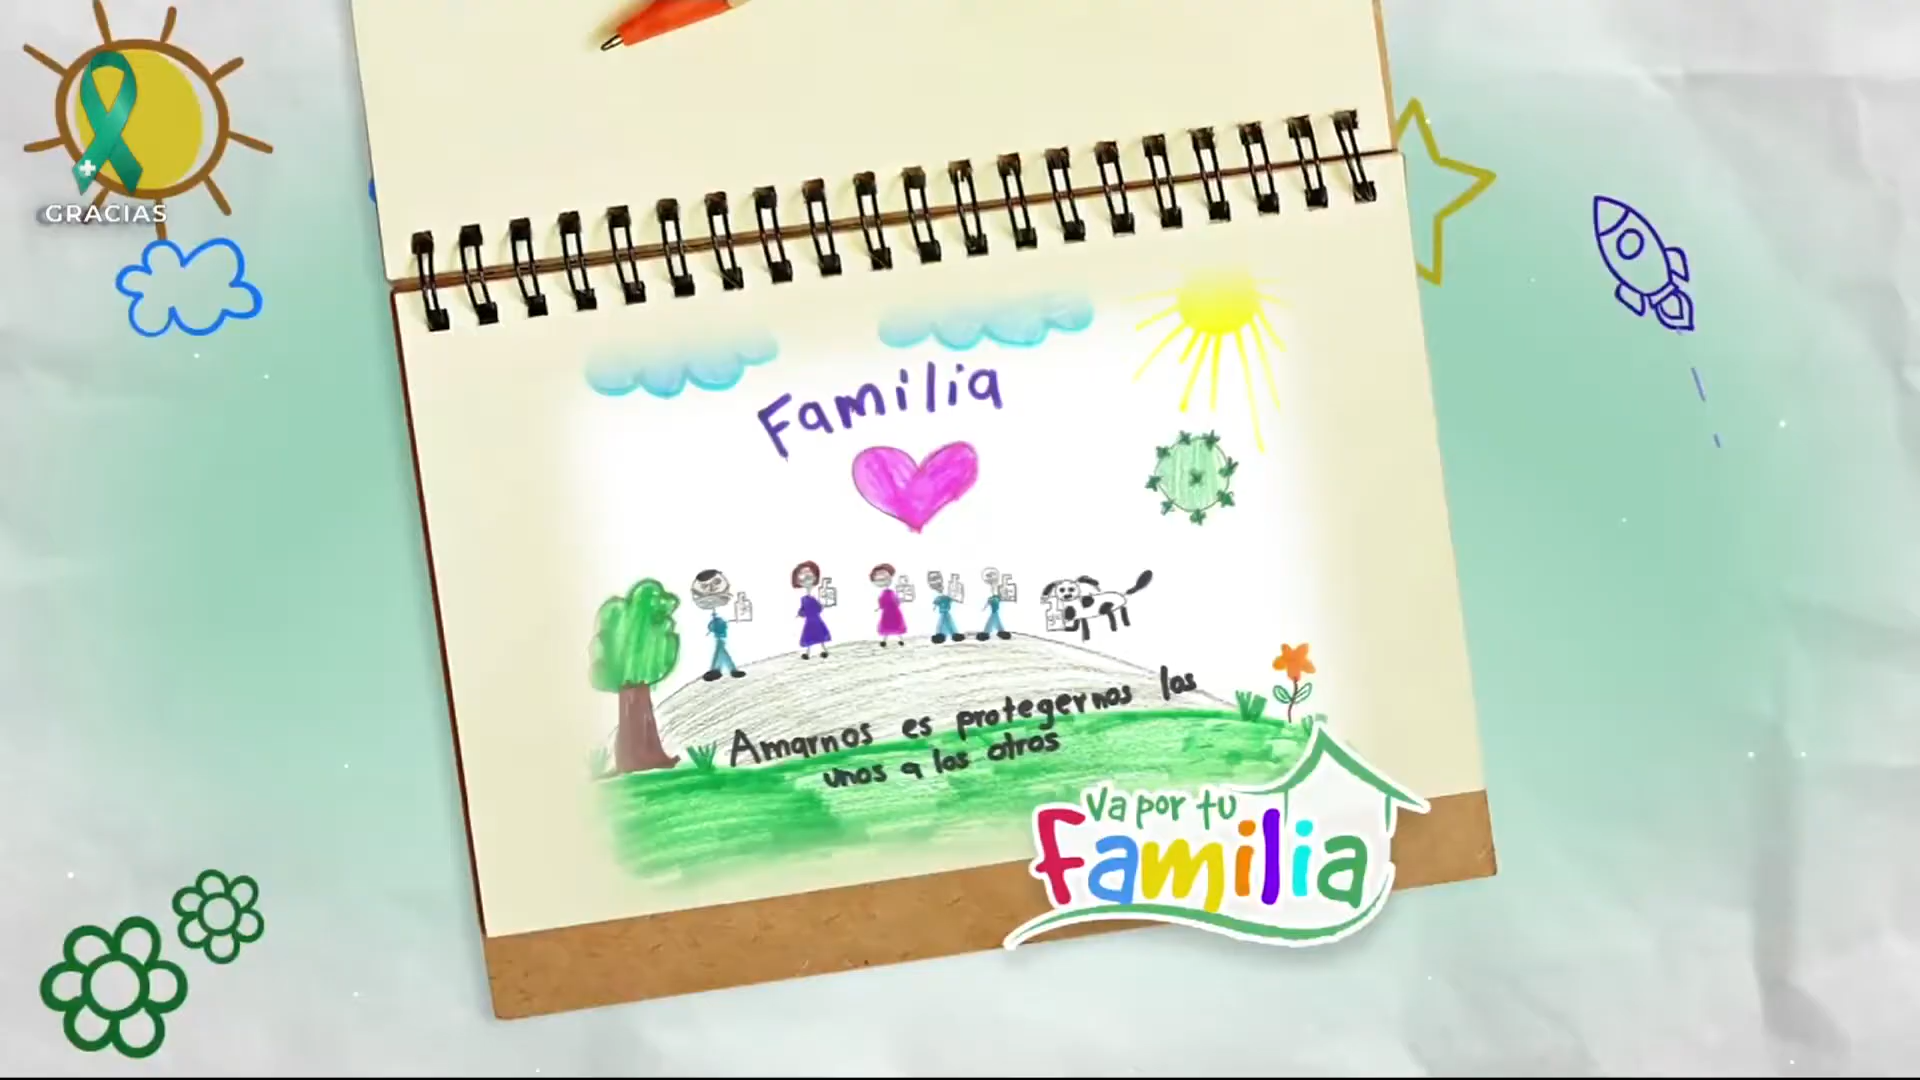 GRACIAS
Familia
Amarnos es protegernos los
unos a los otros
Va por tu
Familia